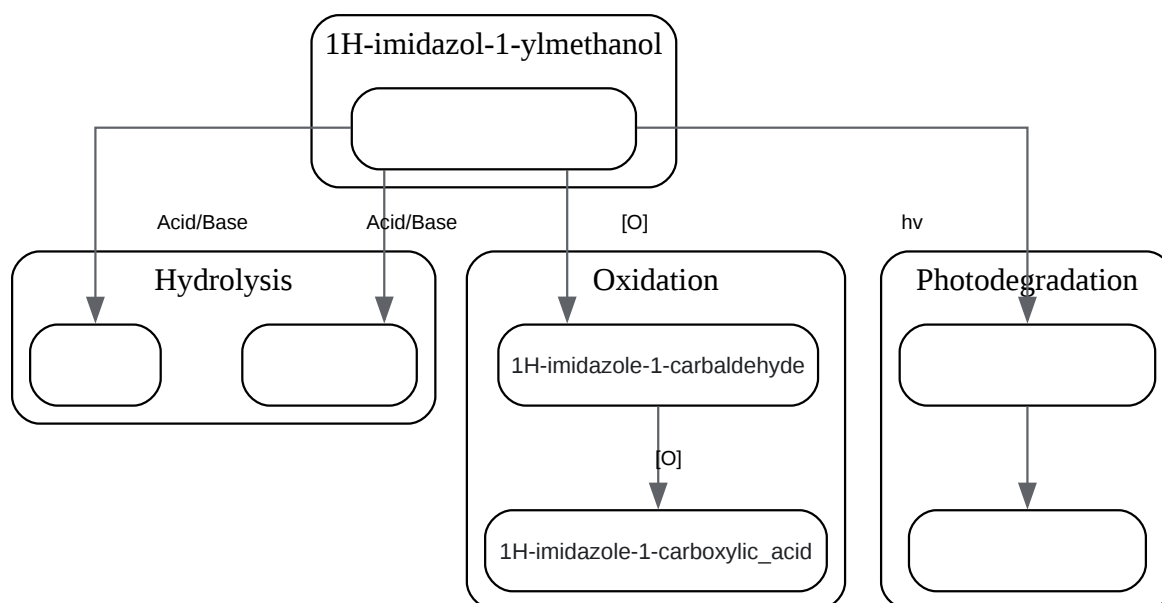 1H-imidazol-1-ylmethanol
Acid/Base
Acid/Base
[O]
hv
Hydrolysis
Oxidation
Photodegradation
1H-imidazole-1-carbaldehyde
[O]
1H-imidazole-1-carboxylic_acid